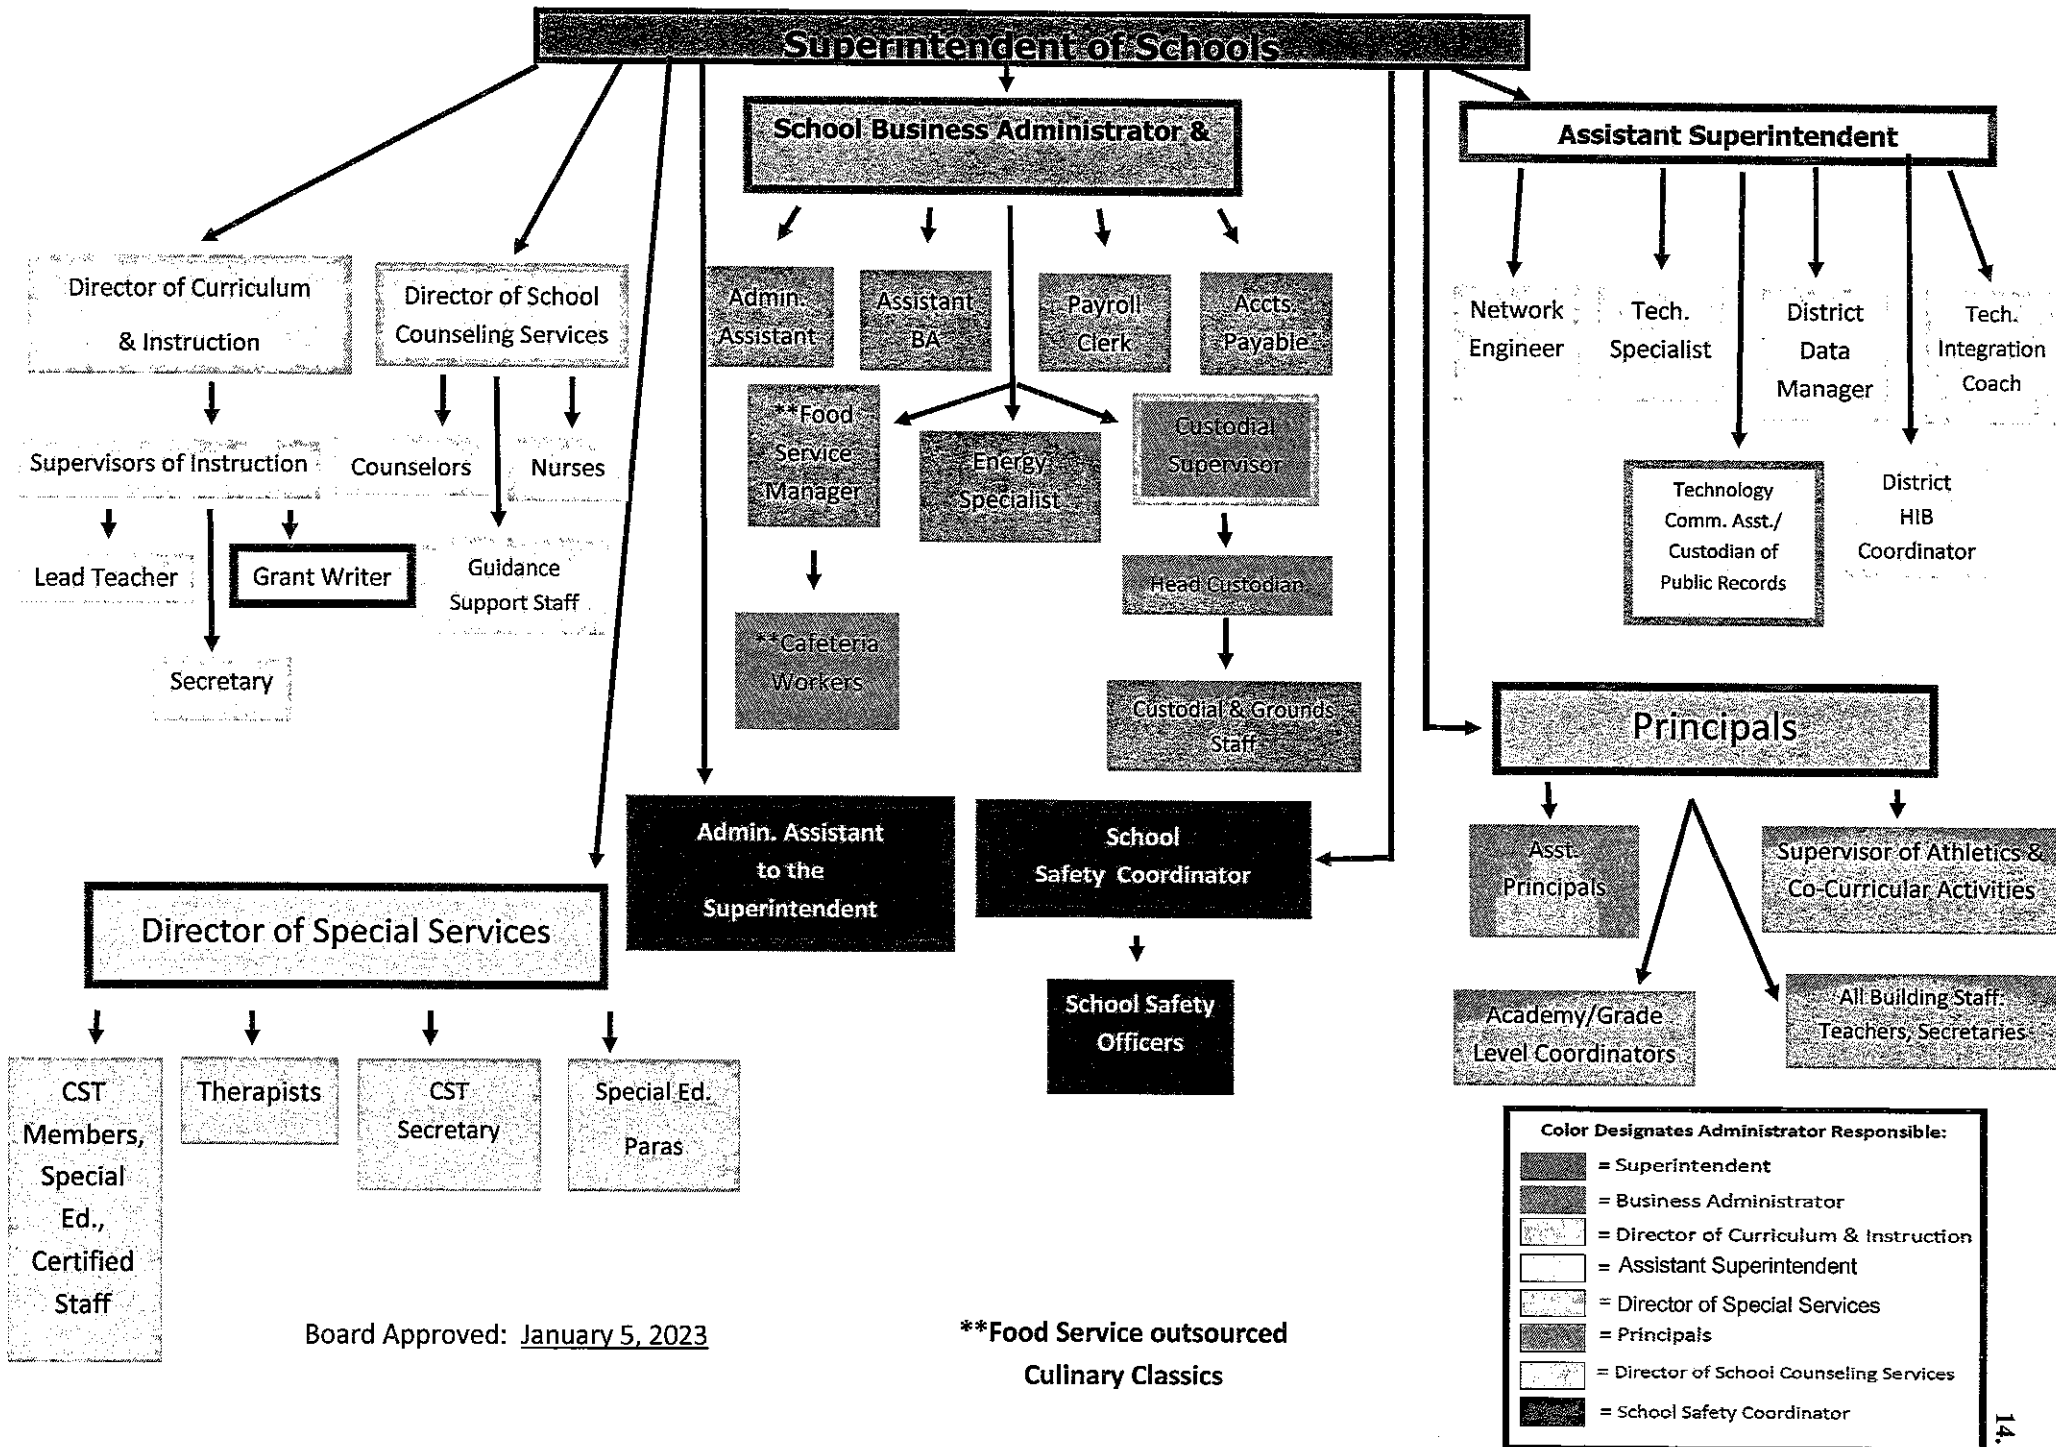 Superintendent of Schools
School Business Administrator &
Assistant Superintendent
Director of Curriculum
& Instruction
Director of School
Counseling Services
Admin.
Assistant
Assistant
BA
Payroll
Clerk
Accts.
Payable
Network
Engineer
Tech.
Specialist
District
Data
Manager
Tech.
Integration
Coach
Supervisors of Instruction
Counselors
Nurses
**Food
Service
Manager
Energy
Specialist
Custodial
Supervisor
Technology
Comm. Asst./
Custodian of
Public Records
District
HIB
Coordinator
Lead Teacher
Grant Writer
Guidance
Support Staff
Head Custodian
Secretary
**Cafeteria
Workers
Custodial & Grounds
Staff
Principals
Admin. Assistant
to the
Superintendent
School
Safety Coordinator
Asst.
Principals
Supervisor of Athletics &
Co-Curricular Activities
Director of Special Services
School Safety
Officers
Academy/Grade
Level Coordinators
All Building Staff:
Teachers, Secretaries
CST
Members,
Special
Ed.,
Certified
Staff
Therapists
CST
Secretary
Special Ed.
Paras
Color Designates Administrator Responsible:
= Superintendent
= Business Administrator
= Director of Curriculum & Instruction
= Assistant Superintendent
= Director of Special Services
= Principals
= Director of School Counseling Services
= School Safety Coordinator
Board Approved: January 5, 2023
**Food Service outsourced
Culinary Classics
14.